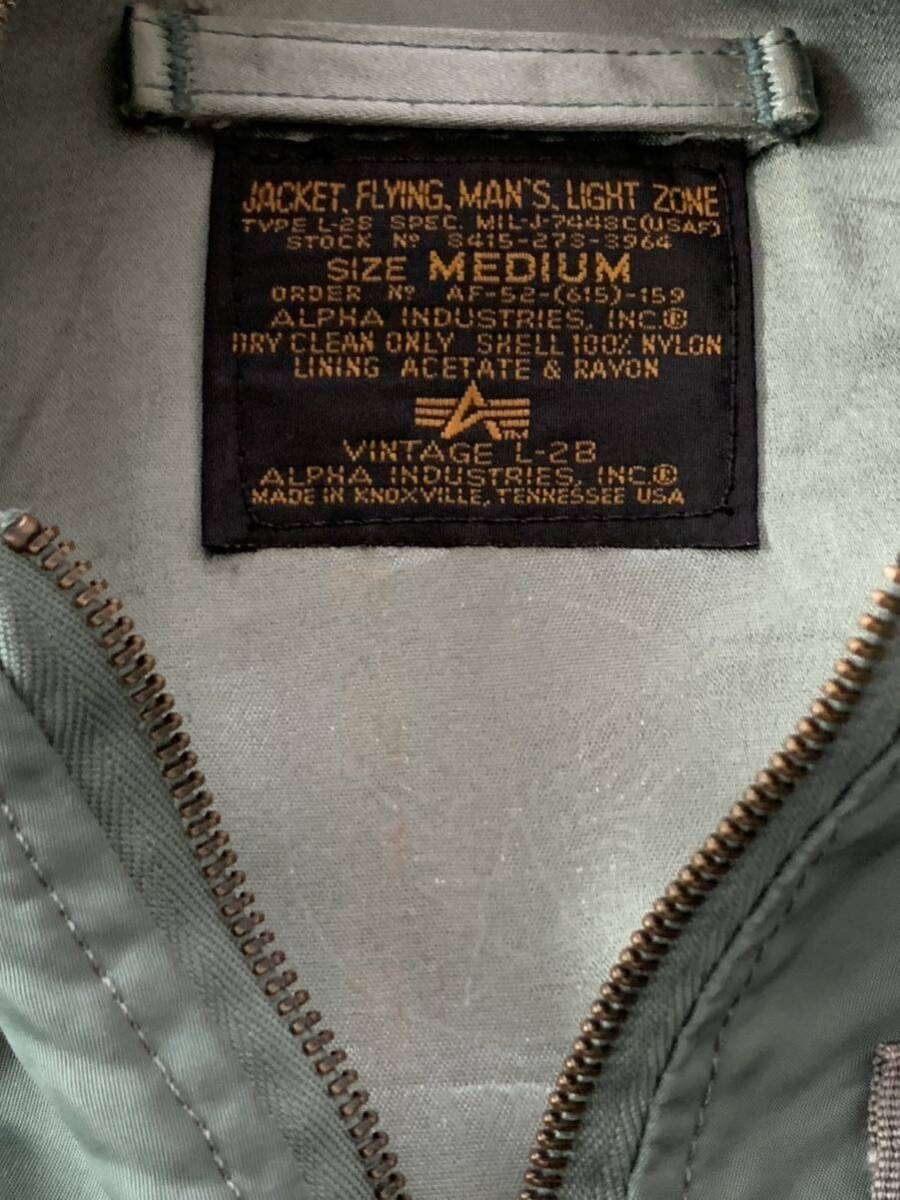 JACKET, FLYING, MAN'S, LIGHT ZONE
TYPE L-2B SPEC. MIL-J-7448C(USAF)
STOCK Nº 8415-273-3964
SIZE MEDIUM
ORDER Nº AF-52-(615)-159
ALPHA INDUSTRIES, INC.®
DRY CLEAN ONLY SHELL 100% NYLON
LINING ACETATE & RAYON
TM
VINTAGE L-2B
ALPHA INDUSTRIES, INC.®
MADE IN KNOXVILLE, TENNESSEE USA